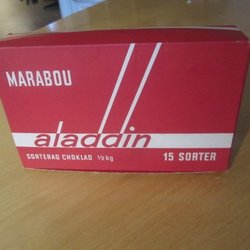 MARABOU
aladdin
SORTERAD CHOKLAD ½ kg
15 SORTER